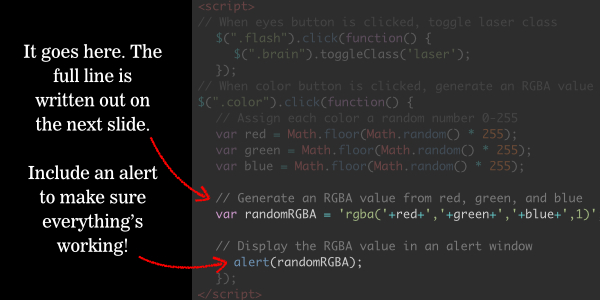 It goes here. The
full line is
written out on
the next slide.
Include an alert
to make sure
everything's
working!
<script>
// When eyes button is clicked, toggle laser class
$(".flash").click(function() {
$(".brain").toggleClass('laser');
});
// When color button is clicked, generate an RGBA value
$(".color").click(function() {
// Assign each color a random number 0-255
var red = Math.floor(Math.random() * 255);
var green = Math.floor(Math.random() * 255);
var blue = Math.floor(Math.random() * 255);
// Generate an RGBA value from red, green, and blue
var randomRGBA = 'rgba('+red+','+green+','+blue+',1)'
// Display the RGBA value in an alert window
alert(randomRGBA);
});
</script>